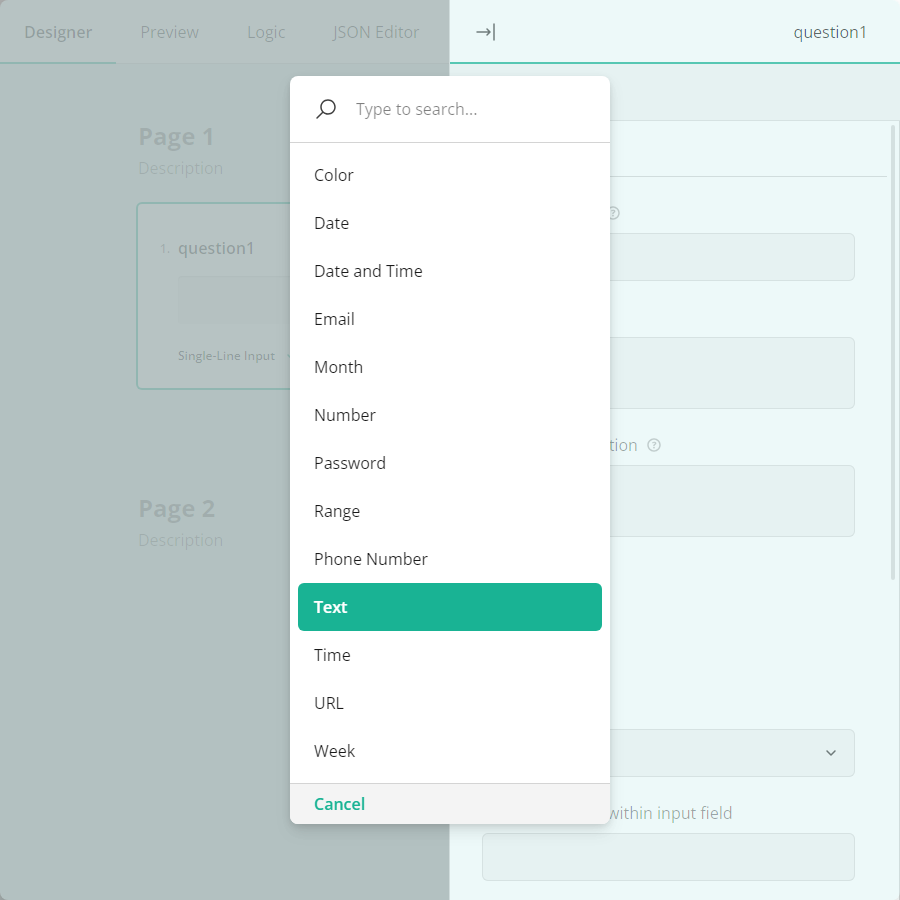 Designer Preview Logic JSON Editor question1
Type to search...
Page 1
Description
1. question1
Single-Line Input
Color
Date
Date and Time
Email
Month
Number
Password
Range
Phone Number
Text
Time
URL
Week
Cancel
Page 2
Description
within input field